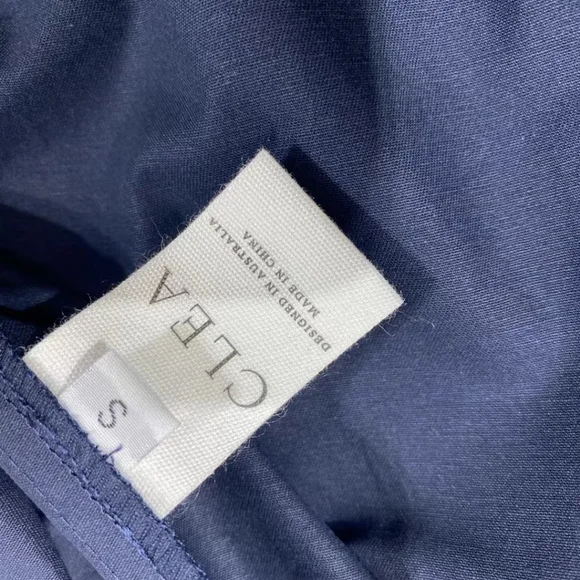 CLEA
DESIGNED IN AUSTRALIA
MADE IN CHINA
S